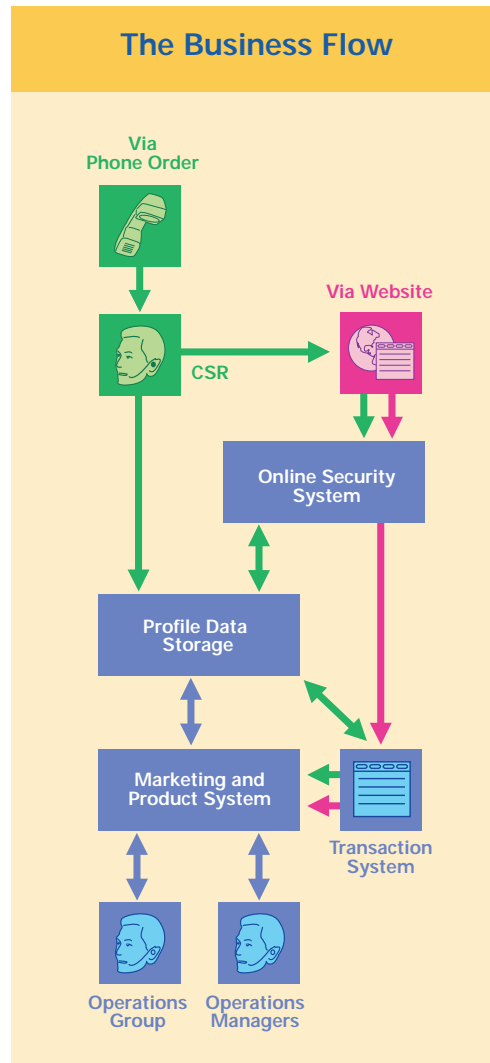 The Business Flow
Via
Phone Order
Via Website
CSR
Online Security
System
Profile Data
Storage
Marketing and
Product System
Transaction
System
Operations
Group
Operations
Managers